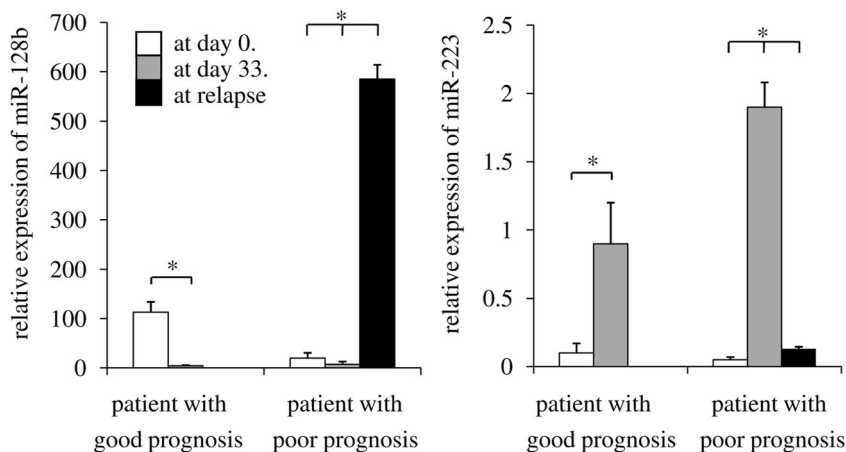 relative expression of miR-128b
700
600
500
400
300
200
100
0
at day 0.
at day 33.
at relapse
*
*
patient with
good prognosis
patient with
poor prognosis
relative expression of miR-223
2.5
2
1.5
1
0.5
0
*
*
patient with
good prognosis
patient with
poor prognosis